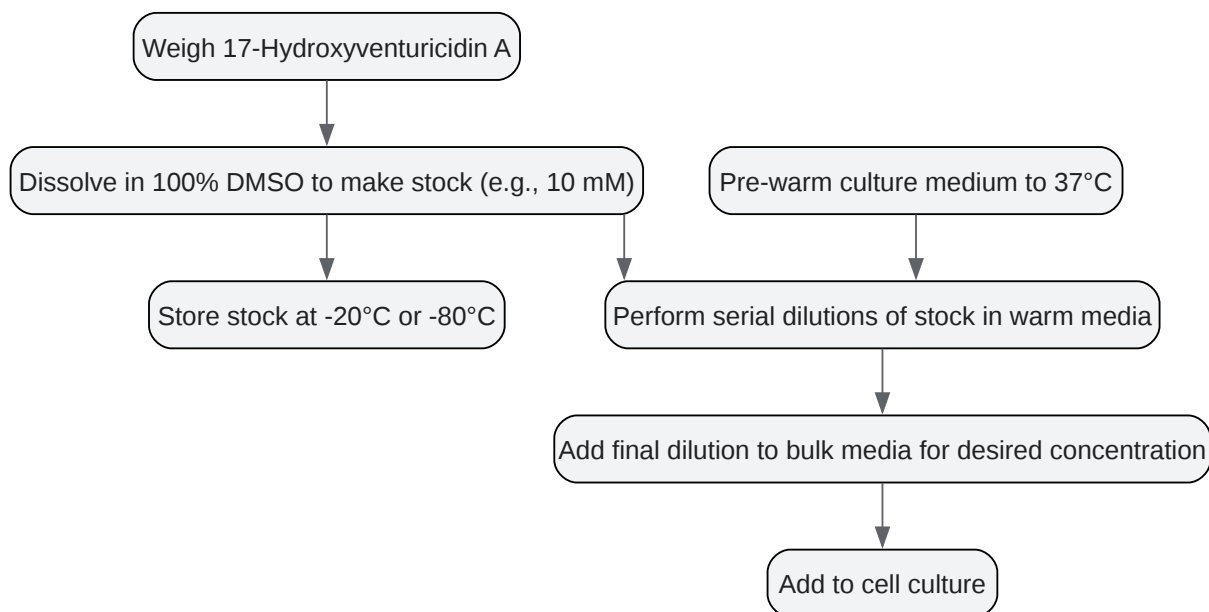 Weigh 17-Hydroxyventuricidin A
Dissolve in 100% DMSO to make stock (e.g., 10 mM)
Pre-warm culture medium to 37°C
Store stock at -20°C or -80°C
Perform serial dilutions of stock in warm media
Add final dilution to bulk media for desired concentration
Add to cell culture